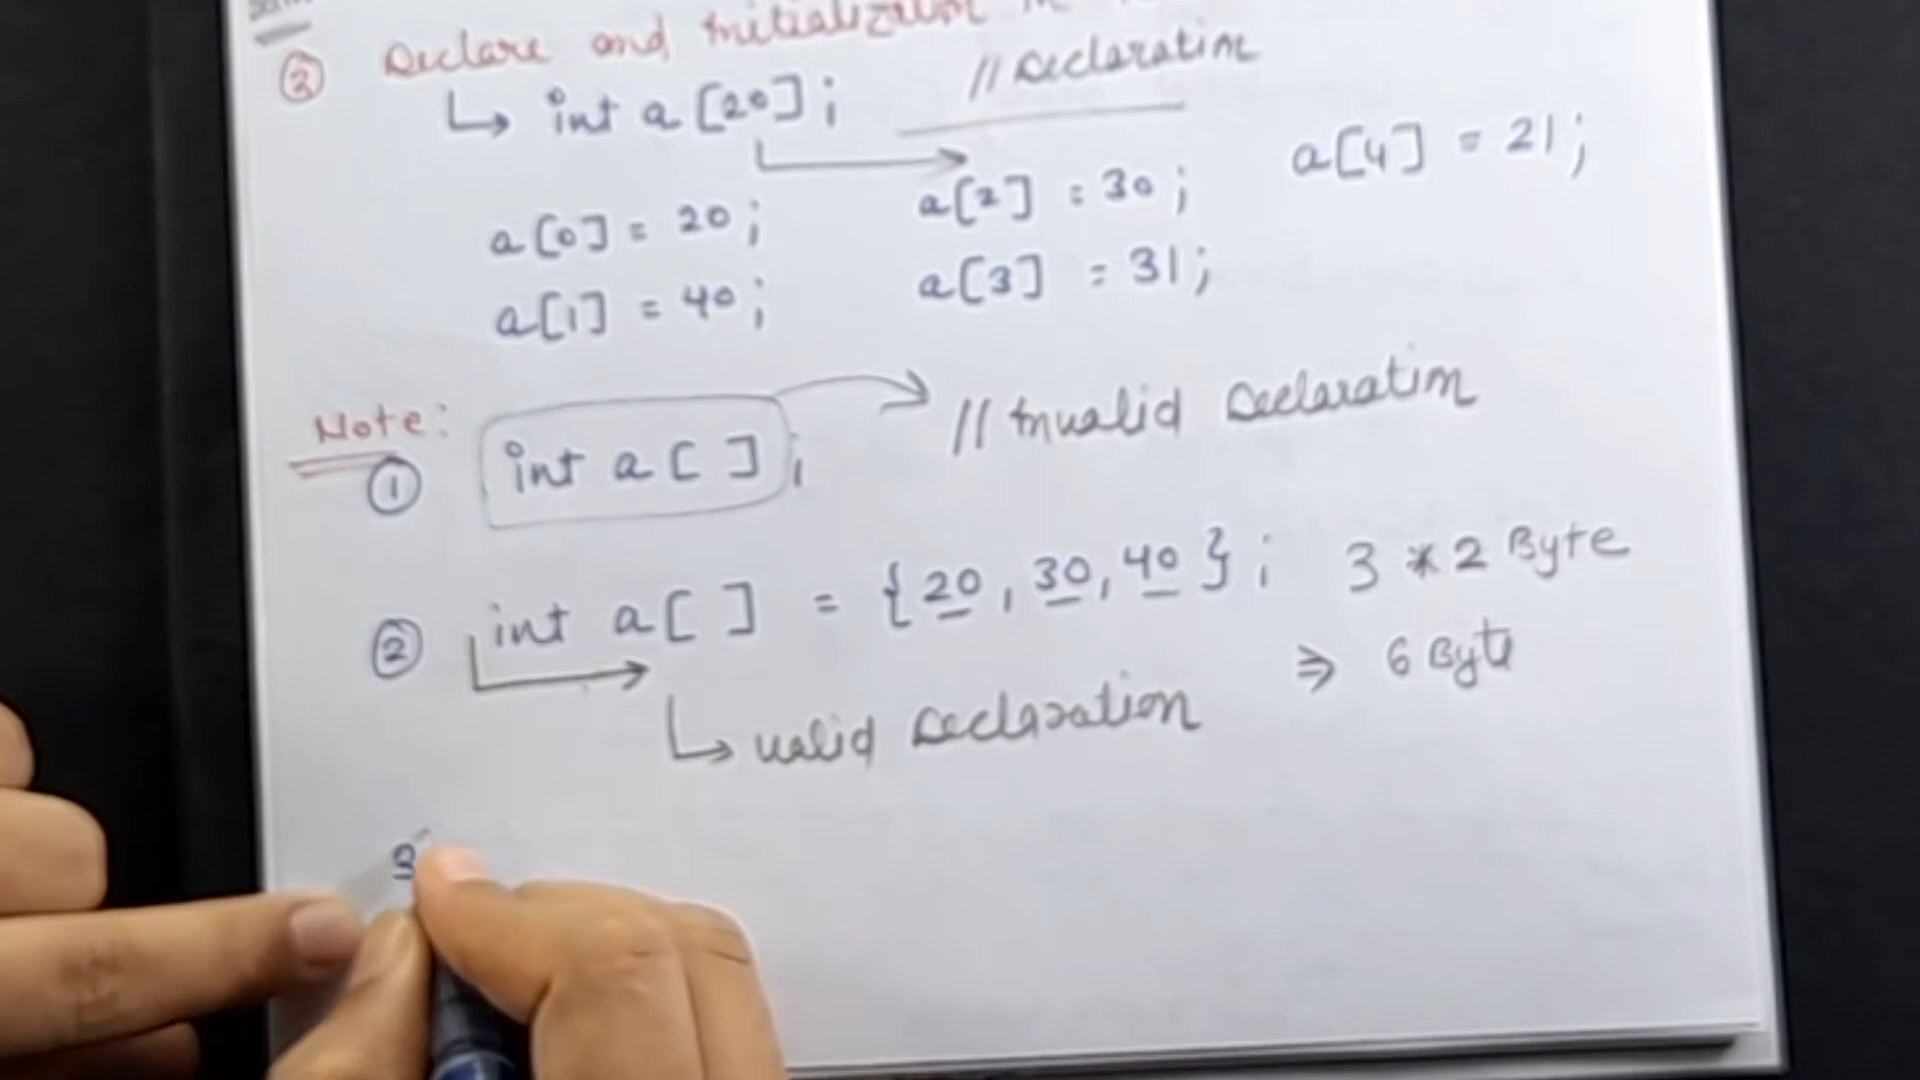 ② Declare and Initialization
↳ int a [20] ; // Declaration
a[0] = 20 ; a[2] = 30 ; a[4] = 21 ;
a[1] = 40 ; a[3] = 31 ;
Note:
① int a [ ] ; // Invalid Declaration
② int a [ ] = { 20 , 30 , 40 } ; 3 * 2 Byte
⇒ 6 Byte
↳ valid Declaration